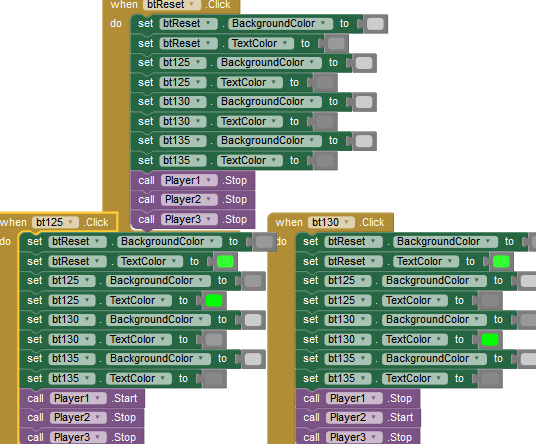 when btReset .Click
do set btReset . BackgroundColor to
set btReset . TextColor to
set bt125 . BackgroundColor to
set bt125 . TextColor to
set bt130 . BackgroundColor to
set bt130 . TextColor to
set bt135 . BackgroundColor to
set bt135 . TextColor to
call Player1 .Stop
call Player2 .Stop
call Player3 .Stop
when bt125 .Click
do set btReset . BackgroundColor to
set btReset . TextColor to
set bt125 . BackgroundColor to
set bt125 . TextColor to
set bt130 . BackgroundColor to
set bt130 . TextColor to
set bt135 . BackgroundColor to
set bt135 . TextColor to
call Player1 .Start
call Player2 .Stop
call Player3 .Stop
when bt130 .Click
do set btReset . BackgroundColor to
set btReset . TextColor to
set bt125 . BackgroundColor to
set bt125 . TextColor to
set bt130 . BackgroundColor to
set bt130 . TextColor to
set bt135 . BackgroundColor to
set bt135 . TextColor to
call Player1 .Stop
call Player2 .Start
call Player3 .Stop